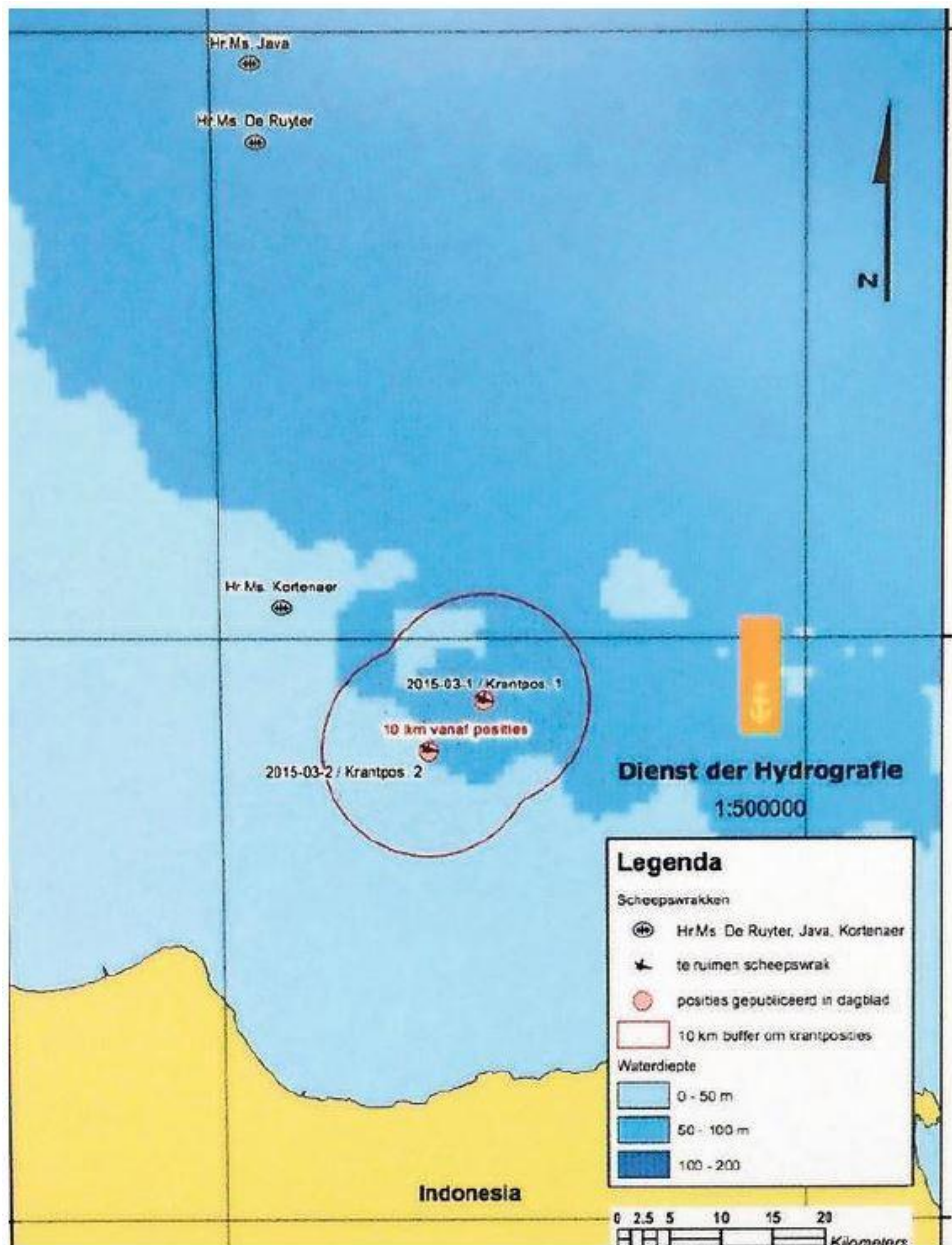 Hr.Ms. Java
Hr.Ms. De Ruyter
N
Hr.Ms. Kortenaer
2015-03-1 / Krantpos. 1
10 km vanaf posities
2015-03-2 / Krantpos. 2
Dienst der Hydrografie
1:500000
Legenda
Scheepswrakken
Hr.Ms. De Ruyter, Java, Kortenaer
te ruimen scheepswrak
posities gepubliceerd in dagblad
10 km buffer om krantposities
Waterdiepte
0 - 50 m
50 - 100 m
100 - 200
Indonesia
0 2.5 5 10 15 20
Kilometers